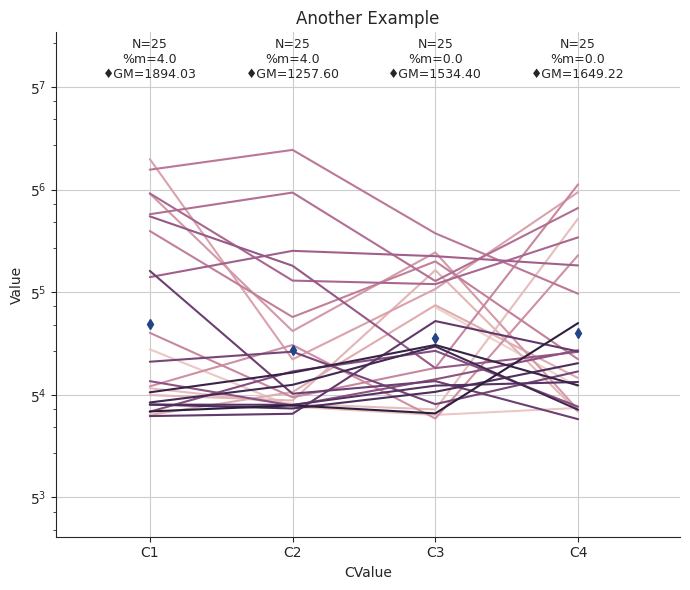 Another Example
N=25 N=25 N=25 N=25
%m=4.0 %m=4.0 %m=0.0 %m=0.0
♦GM=1894.03 ♦GM=1257.60 ♦GM=1534.40 ♦GM=1649.22
5⁷
5⁶
5⁵
5⁴
5³
Value
C1 C2 C3 C4
CValue